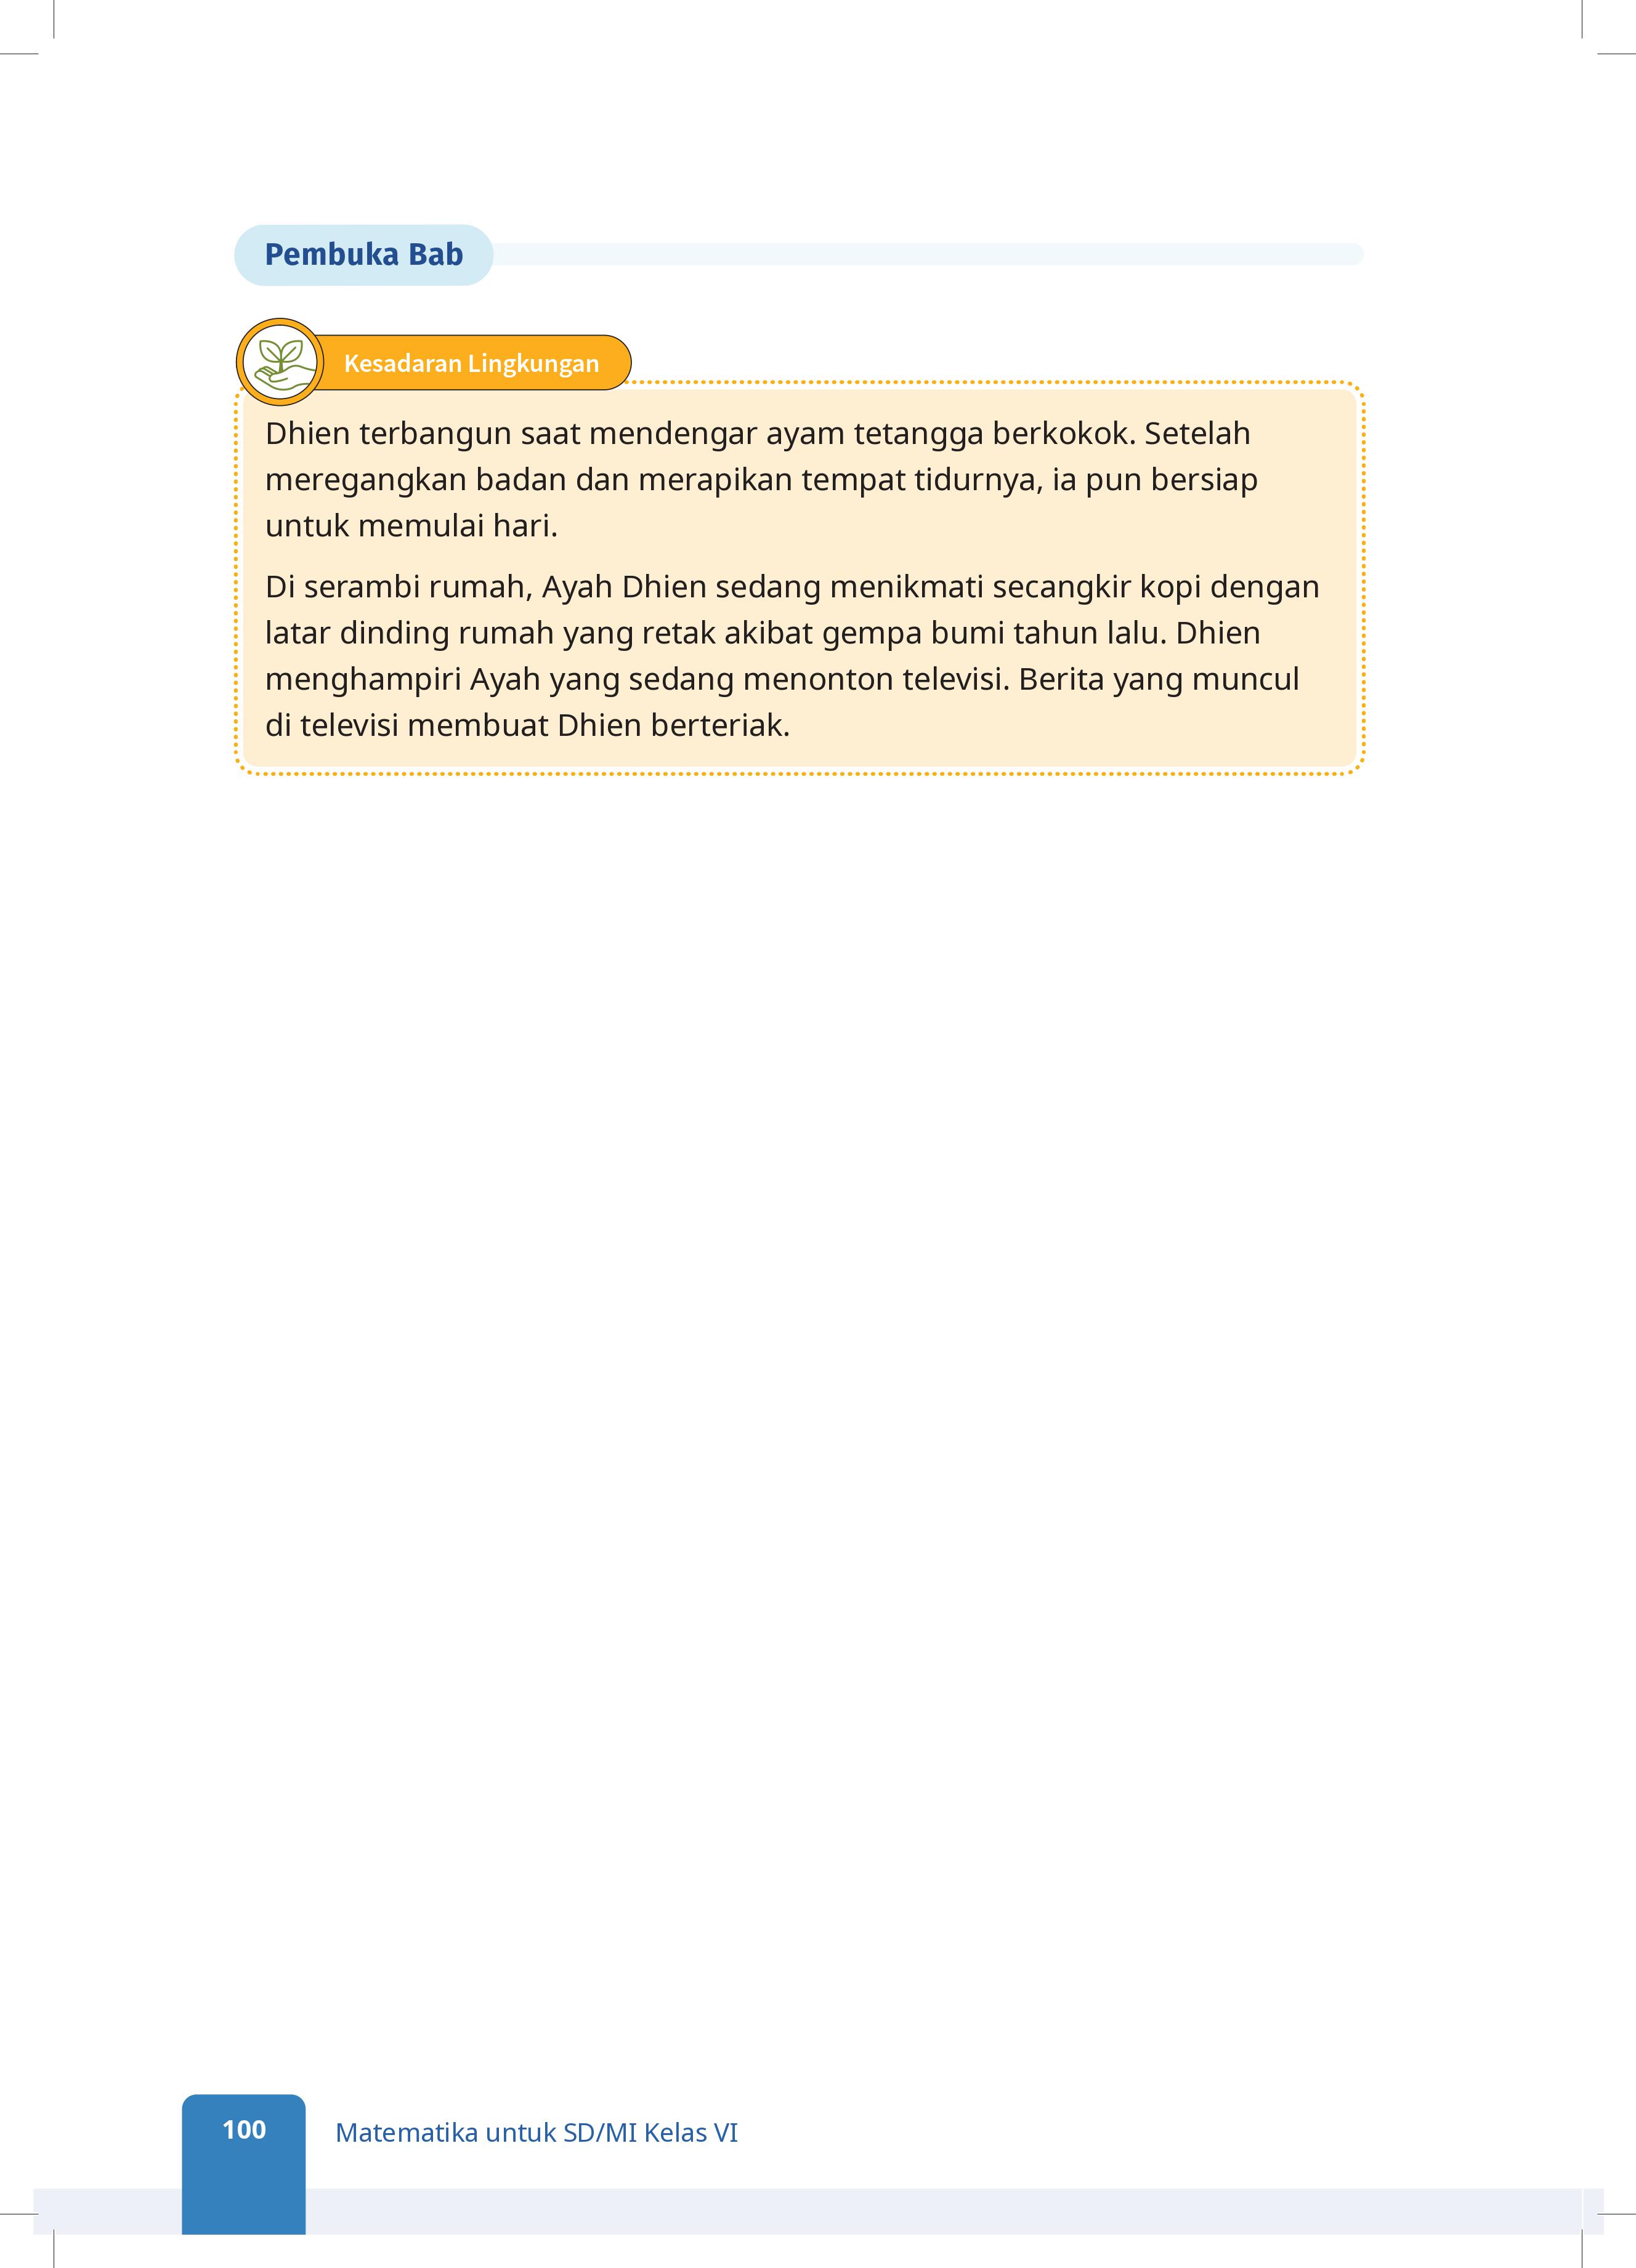 Pembuka Bab
Kesadaran Lingkungan
Dhien terbangun saat mendengar ayam tetangga berkokok. Setelah
meregangkan badan dan merapikan tempat tidurnya, ia pun bersiap
untuk memulai hari.
Di serambi rumah, Ayah Dhien sedang menikmati secangkir kopi dengan
latar dinding rumah yang retak akibat gempa bumi tahun lalu. Dhien
menghampiri Ayah yang sedang menonton televisi. Berita yang muncul
di televisi membuat Dhien berteriak.
100
Matematika untuk SD/MI Kelas VI